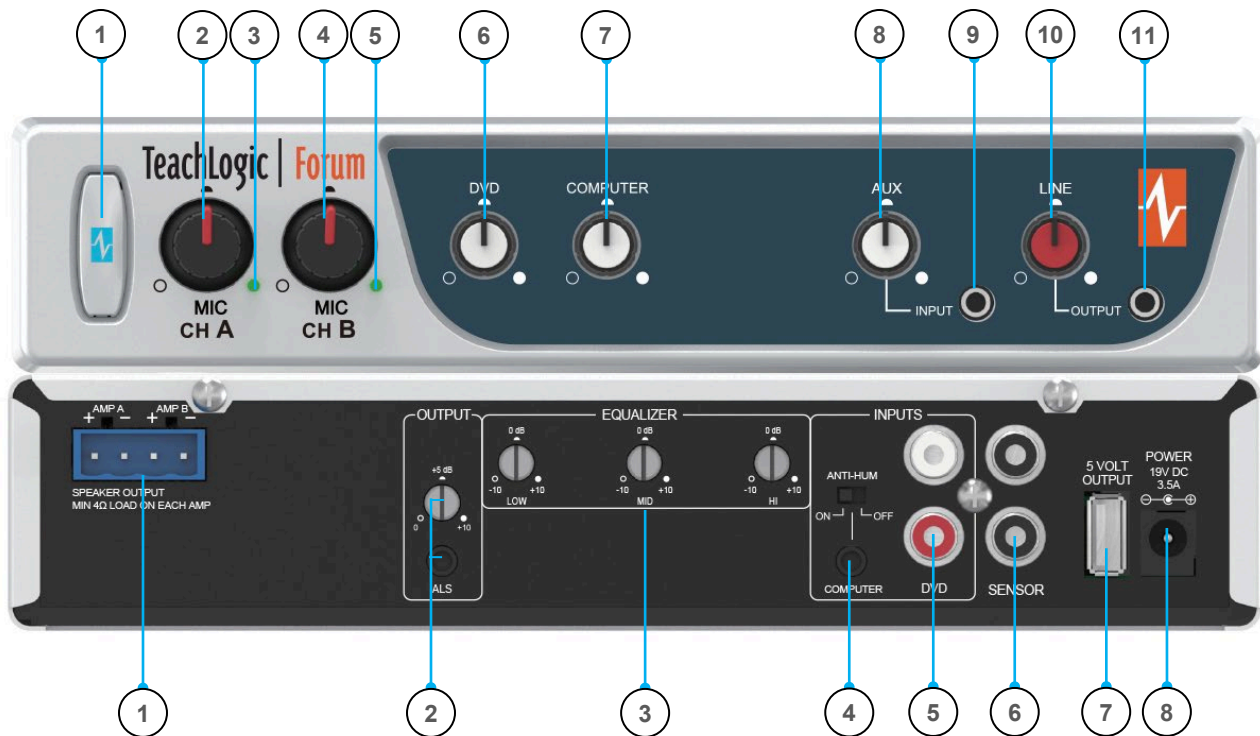 1 2 3 4 5 6 7 8 9 10 11
TeachLogic | Forum
DVD COMPUTER AUX LINE
MIC CH A
MIC CH B
INPUT OUTPUT
AMP A AMP B
+ - + -
SPEAKER OUTPUT
MIN 4Ω LOAD ON EACH AMP
OUTPUT
+5 dB
0 +10
ALS
EQUALIZER
0 dB 0 dB 0 dB
-10 +10 -10 +10 -10 +10
LOW MID HI
INPUTS
ANTI-HUM
ON OFF
COMPUTER DVD
SENSOR
5 VOLT
OUTPUT
POWER
19V DC
3.5A
- +
1 2 3 4 5 6 7 8